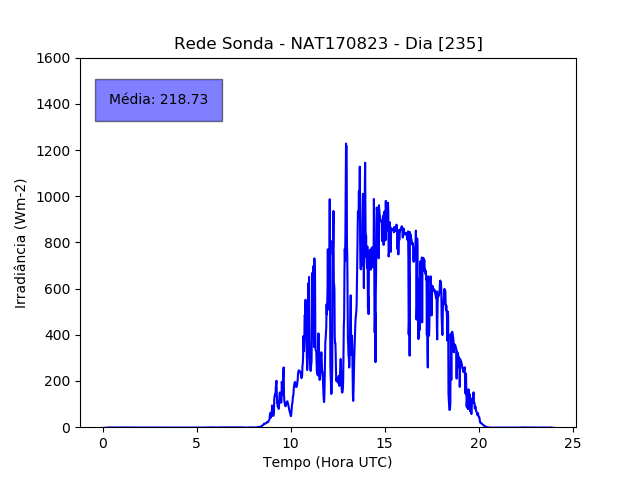 Rede Sonda - NAT170823 - Dia [235]
1600
1400
1200
1000
800
600
400
200
0
Média: 218.73
Irradiância (Wm-2)
0 5 10 15 20 25
Tempo (Hora UTC)